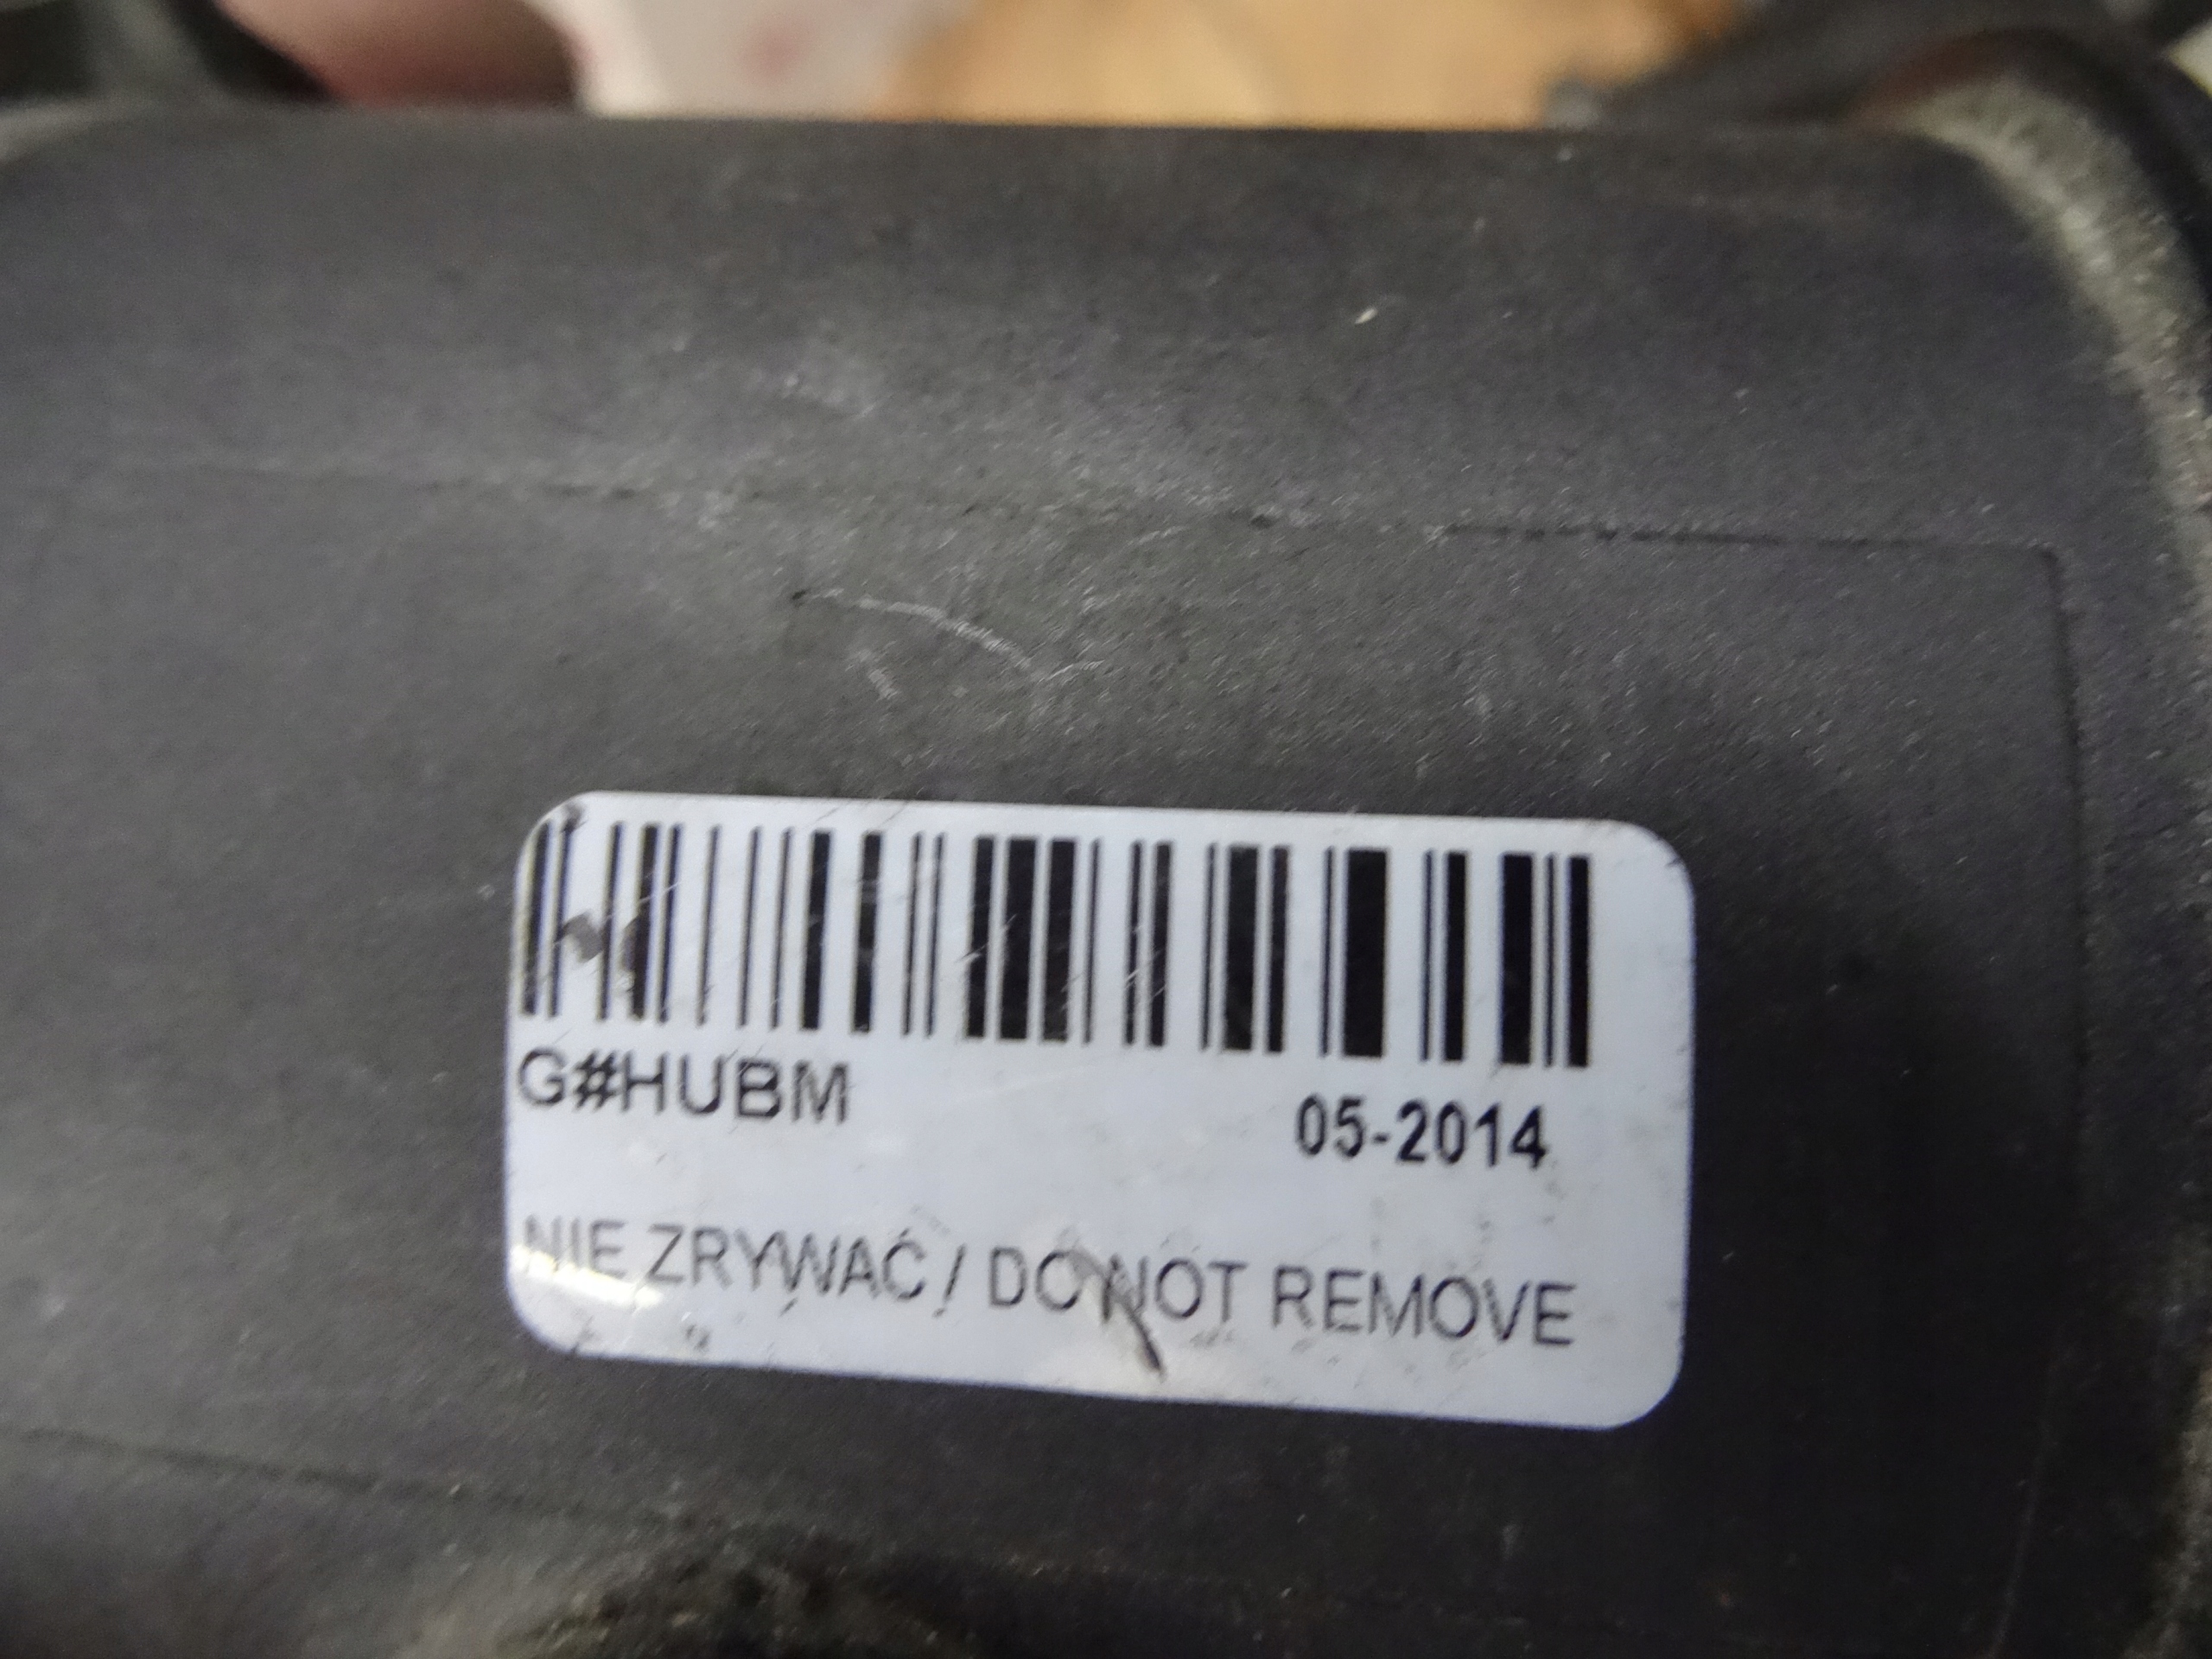 G#HUBM
05-2014
NIE ZRYWAĆ / DO NOT REMOVE